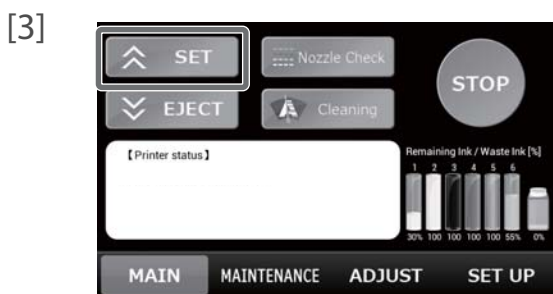 [3]
SET
Nozzle Check
STOP
EJECT
Cleaning
【Printer status】
Remaining Ink / Waste Ink [%]
1 2 3 4 5 6
30% 100 100 100 100 55% 0%
MAIN MAINTENANCE ADJUST SET UP